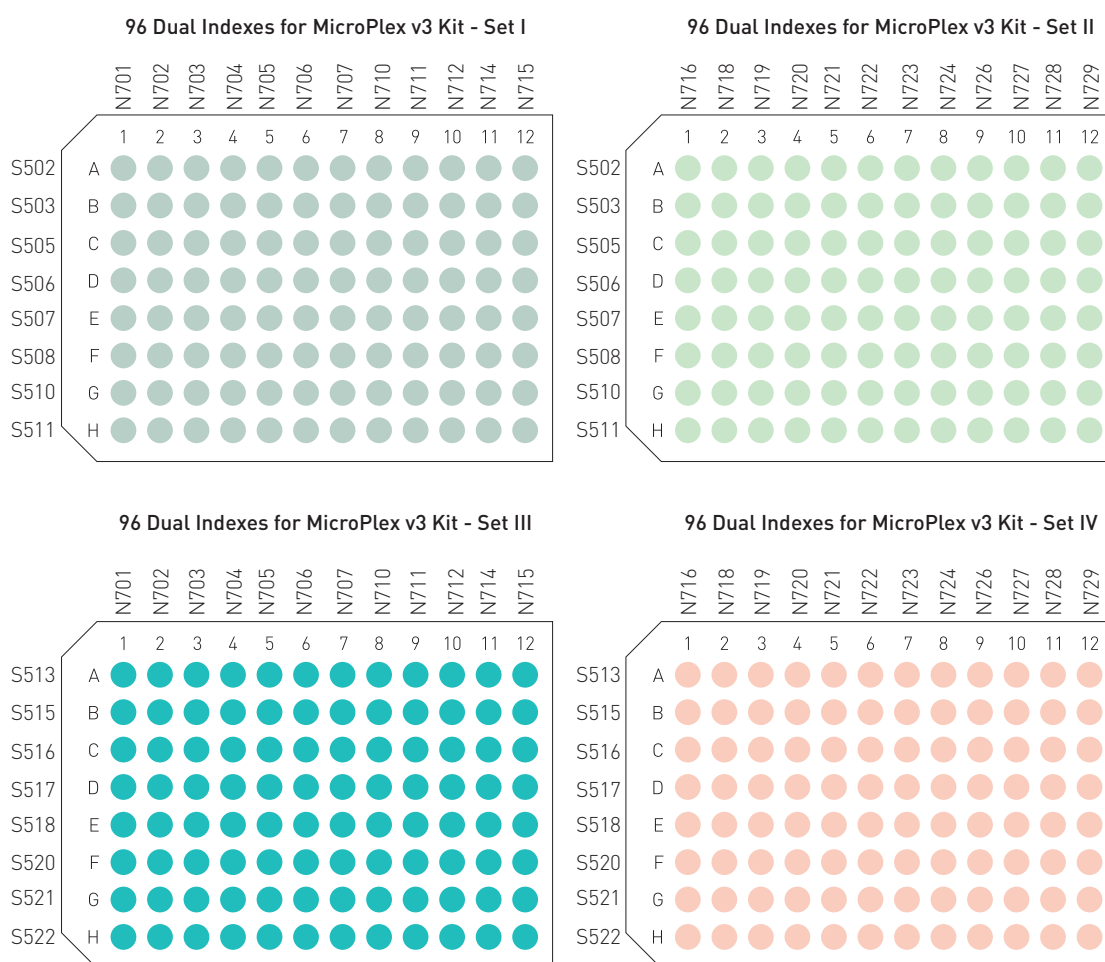 96 Dual Indexes for MicroPlex v3 Kit - Set I
N701 N702 N703 N704 N705 N706 N707 N710 N711 N712 N714 N715
1 2 3 4 5 6 7 8 9 10 11 12
S502 A
S503 B
S505 C
S506 D
S507 E
S508 F
S510 G
S511 H
96 Dual Indexes for MicroPlex v3 Kit - Set II
N716 N718 N719 N720 N721 N722 N723 N724 N726 N727 N728 N729
1 2 3 4 5 6 7 8 9 10 11 12
S502 A
S503 B
S505 C
S506 D
S507 E
S508 F
S510 G
S511 H
96 Dual Indexes for MicroPlex v3 Kit - Set III
N701 N702 N703 N704 N705 N706 N707 N710 N711 N712 N714 N715
1 2 3 4 5 6 7 8 9 10 11 12
S513 A
S515 B
S516 C
S517 D
S518 E
S520 F
S521 G
S522 H
96 Dual Indexes for MicroPlex v3 Kit - Set IV
N716 N718 N719 N720 N721 N722 N723 N724 N726 N727 N728 N729
1 2 3 4 5 6 7 8 9 10 11 12
S513 A
S515 B
S516 C
S517 D
S518 E
S520 F
S521 G
S522 H